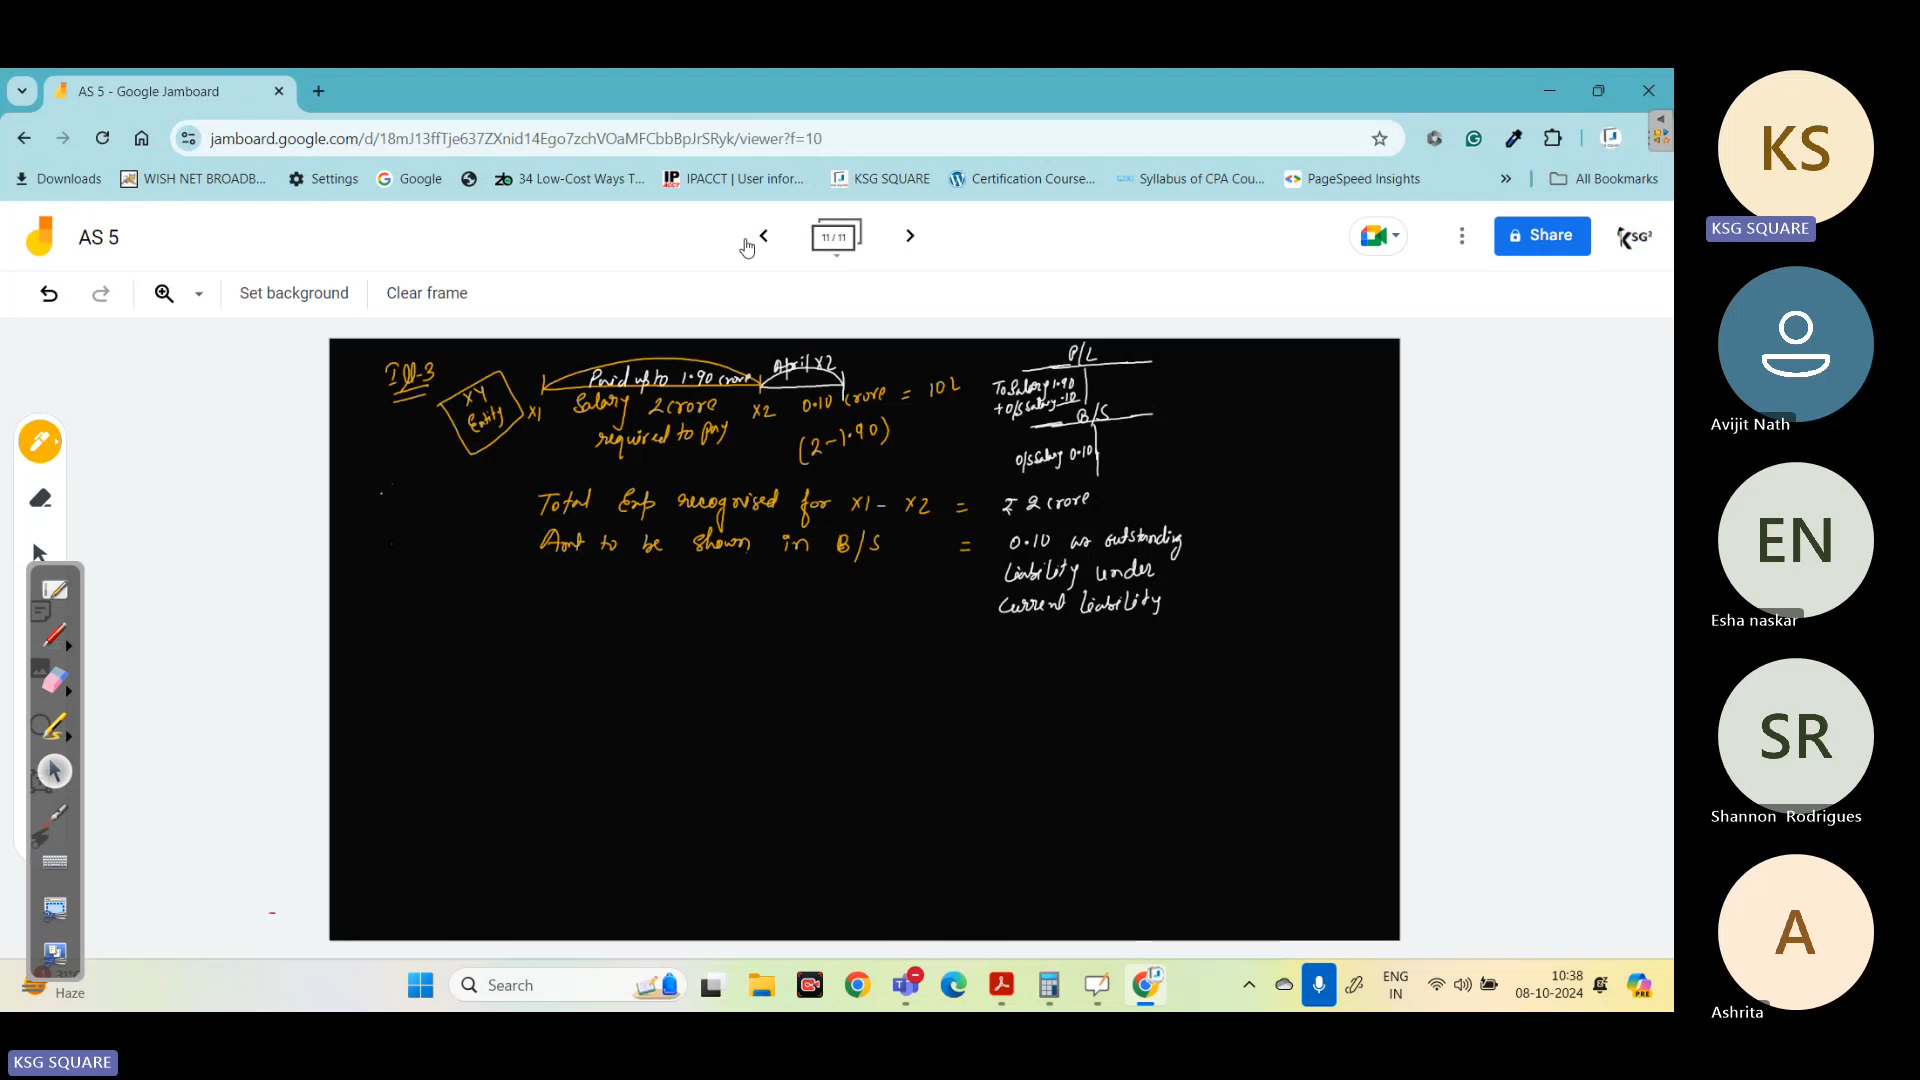 AS 5 - Google Jamboard
jamboard.google.com/d/18mJ13ffTje637ZXnid14Ego7zchVOaMFCbbBpJrSRyk/viewer?f=10
Downloads
WISH NET BROADB...
Settings
Google
34 Low-Cost Ways T...
IPACCT | User infor...
KSG SQUARE
Certification Course...
Syllabus of CPA Cou...
PageSpeed Insights
»
All Bookmarks
AS 5
11 / 11
Share
KSG²
Set background
Clear frame
Ill-3
XY Entity
X1
Paid upto 1.90 crore
April X2
Salary 2 crore
required to pay
X2
0.10 crore = 10 L
(2-1.90)
P/L
To Salary 1.90
+ O/S Salary .10
B/S
O/S Salary 0.10
Total Exp recognised for X1 - X2 = ₹ 2 crore
Amt to be shown in B/S = 0.10 as outstanding
liability under
current liability
Haze
Search
ENG
IN
10:38
08-10-2024
KS
KSG SQUARE
Avijit Nath
EN
Esha naskar
SR
Shannon Rodrigues
A
Ashrita
KSG SQUARE